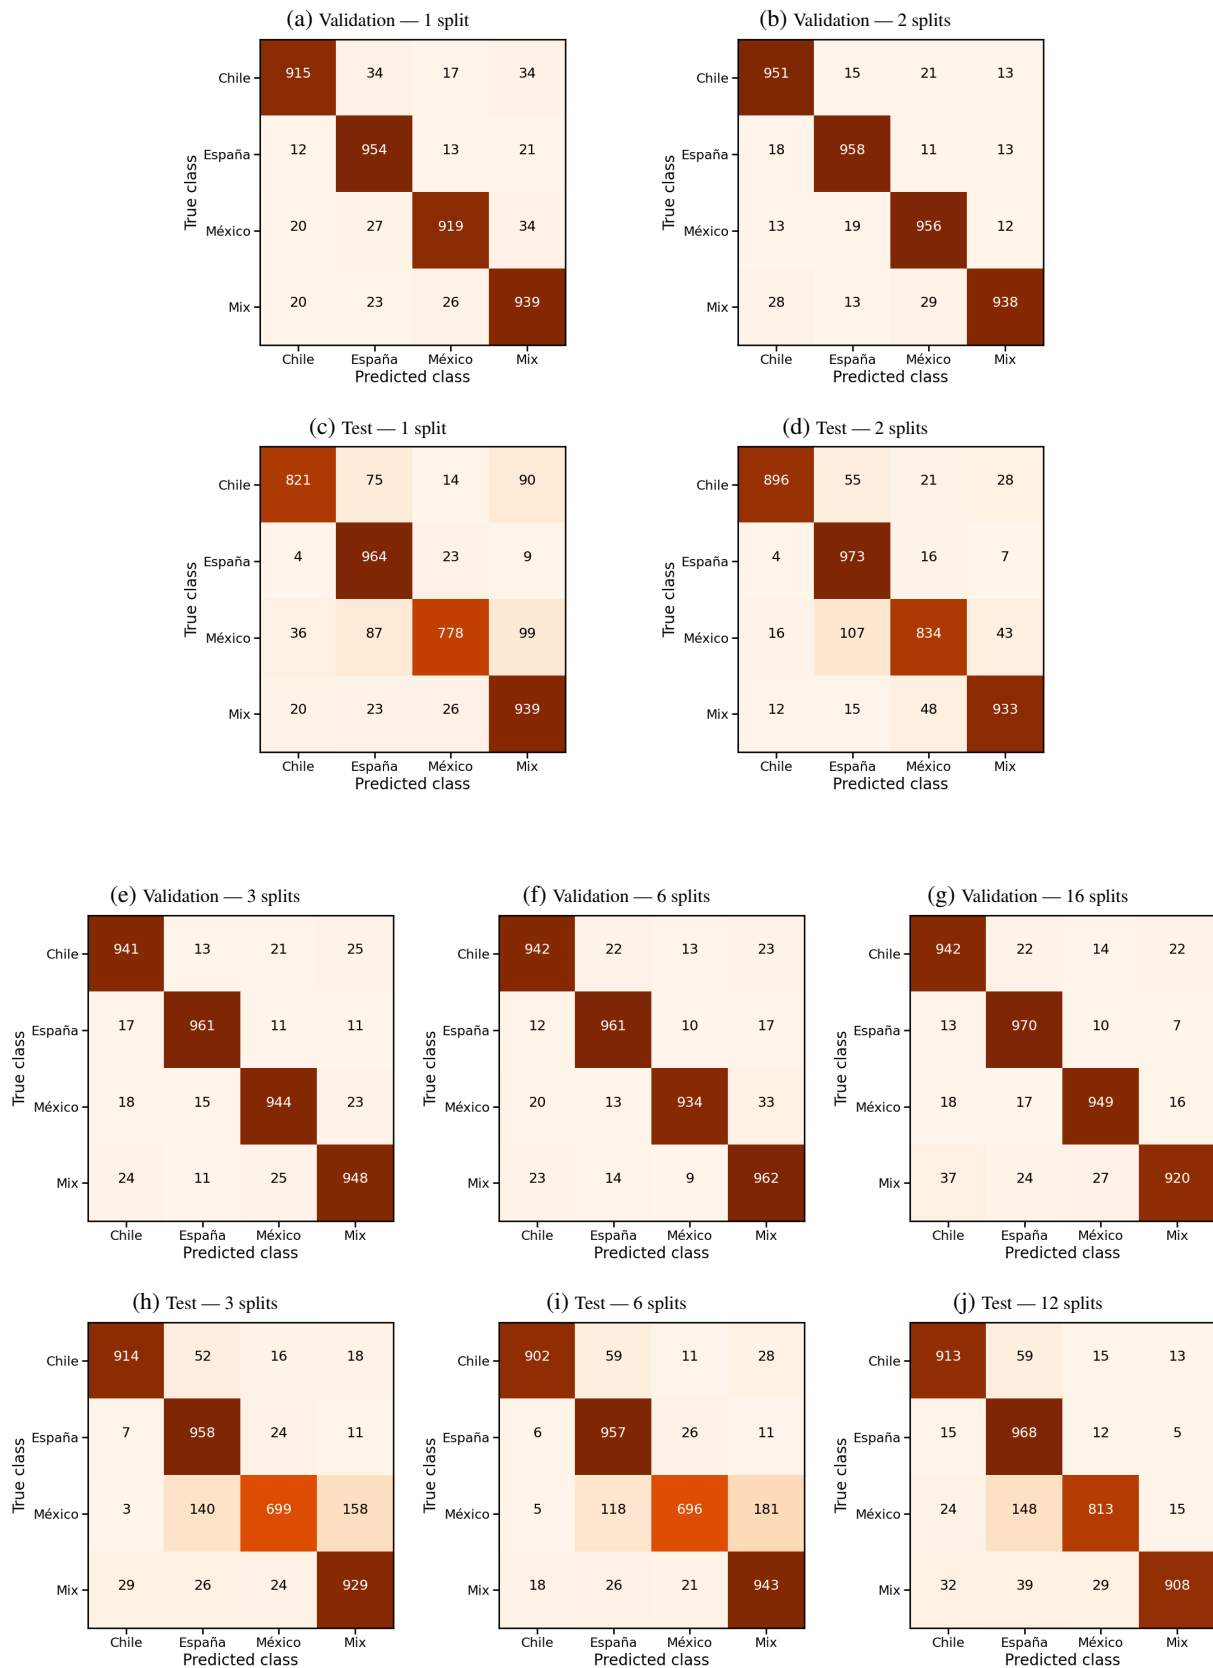 (a) Validation — 1 split
(b) Validation — 2 splits
Chile 915 34 17 34
España 12 954 13 21
México 20 27 919 34
Mix 20 23 26 939
Chile España México Mix
Predicted class
True class
Chile 951 15 21 13
España 18 958 11 13
México 13 19 956 12
Mix 28 13 29 938
Chile España México Mix
Predicted class
True class
(c) Test — 1 split
(d) Test — 2 splits
Chile 821 75 14 90
España 4 964 23 9
México 36 87 778 99
Mix 20 23 26 939
Chile España México Mix
Predicted class
True class
Chile 896 55 21 28
España 4 973 16 7
México 16 107 834 43
Mix 12 15 48 933
Chile España México Mix
Predicted class
True class
(e) Validation — 3 splits
(f) Validation — 6 splits
(g) Validation — 16 splits
Chile 941 13 21 25
España 17 961 11 11
México 18 15 944 23
Mix 24 11 25 948
Chile España México Mix
Predicted class
True class
Chile 942 22 13 23
España 12 961 10 17
México 20 13 934 33
Mix 23 14 9 962
Chile España México Mix
Predicted class
True class
Chile 942 22 14 22
España 13 970 10 7
México 18 17 949 16
Mix 37 24 27 920
Chile España México Mix
Predicted class
True class
(h) Test — 3 splits
(i) Test — 6 splits
(j) Test — 12 splits
Chile 914 52 16 18
España 7 958 24 11
México 3 140 699 158
Mix 29 26 24 929
Chile España México Mix
Predicted class
True class
Chile 902 59 11 28
España 6 957 26 11
México 5 118 696 181
Mix 18 26 21 943
Chile España México Mix
Predicted class
True class
Chile 913 59 15 13
España 15 968 12 5
México 24 148 813 15
Mix 32 39 29 908
Chile España México Mix
Predicted class
True class